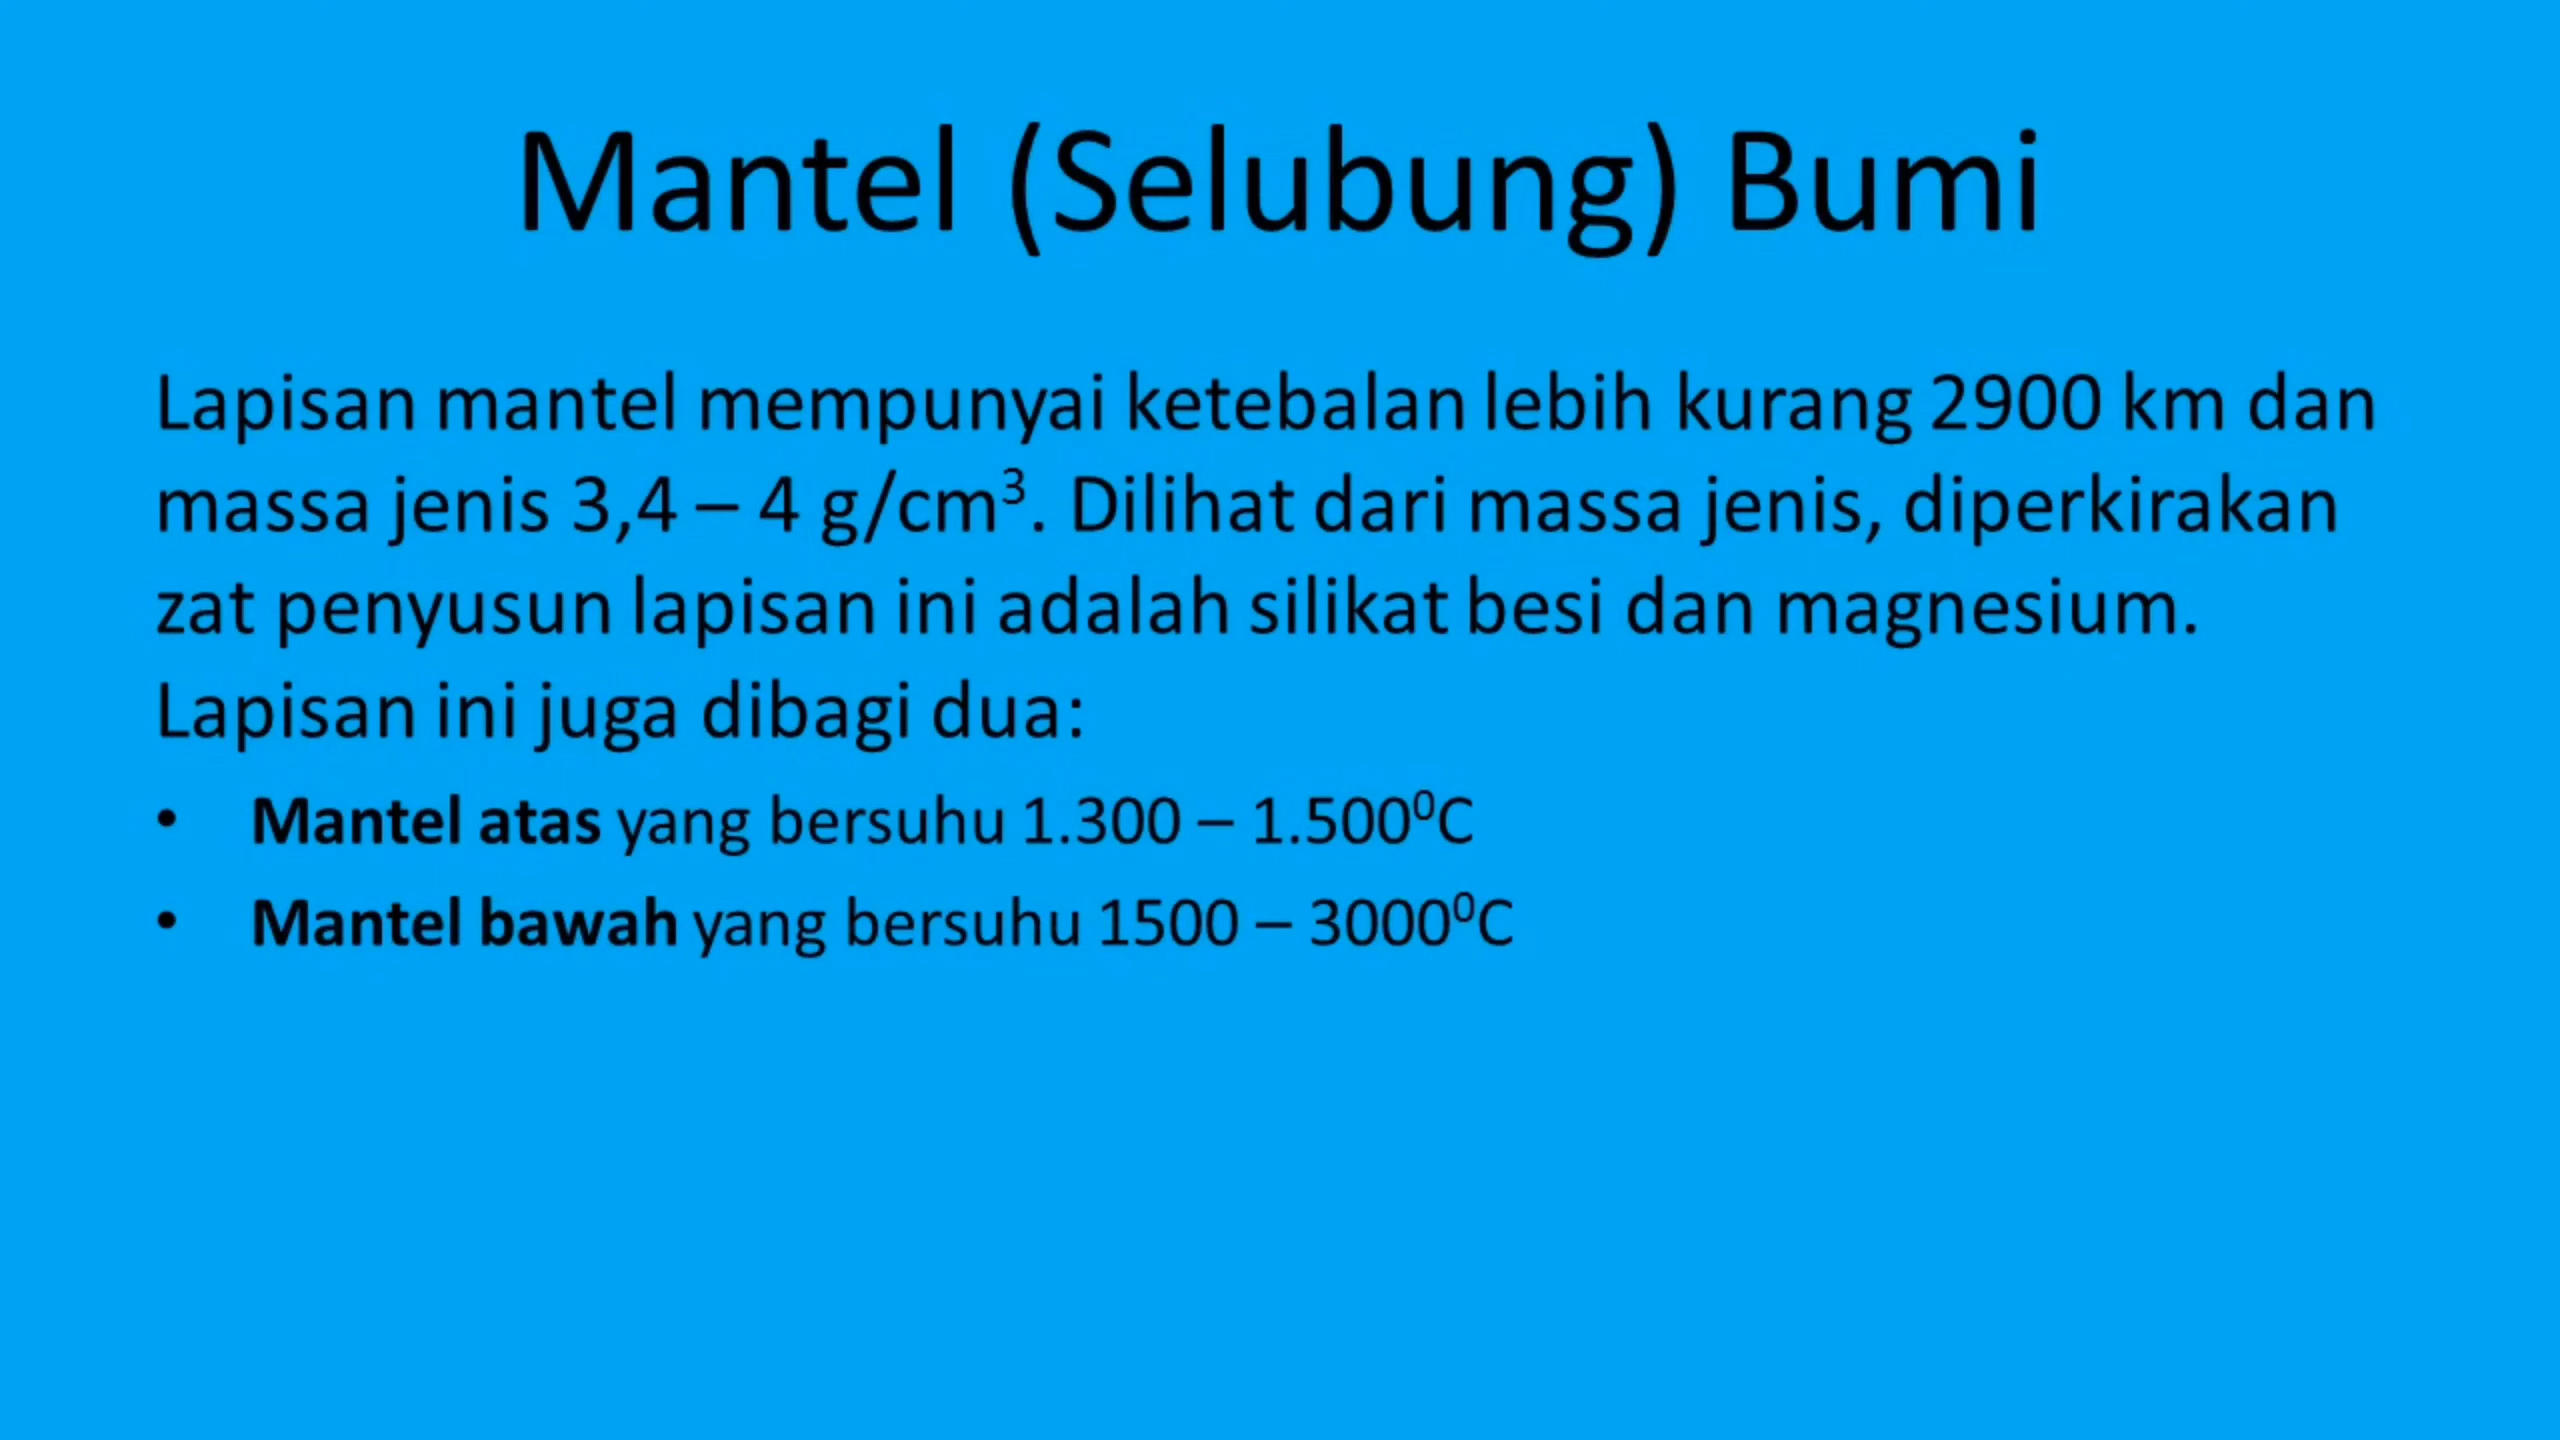 Mantel (Selubung) Bumi
Lapisan mantel mempunyai ketebalan lebih kurang 2900 km dan
massa jenis 3,4 – 4 g/cm³. Dilihat dari massa jenis, diperkirakan
zat penyusun lapisan ini adalah silikat besi dan magnesium.
Lapisan ini juga dibagi dua:
• Mantel atas yang bersuhu 1.300 – 1.500⁰C
• Mantel bawah yang bersuhu 1500 – 3000⁰C